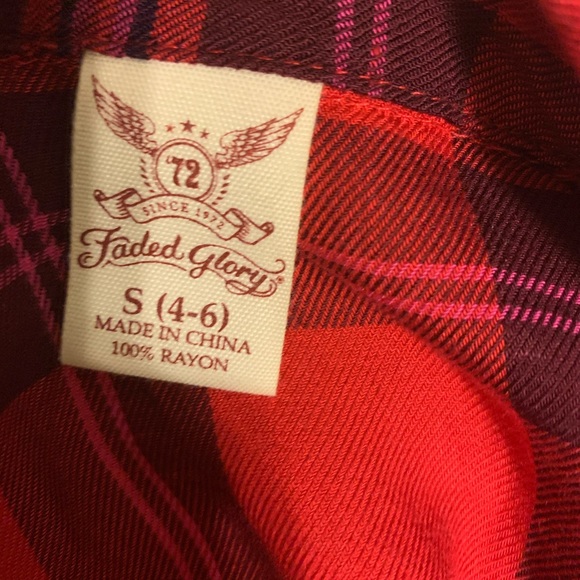 '72
SINCE 1972
Faded Glory®
S (4-6)
MADE IN CHINA
100% RAYON